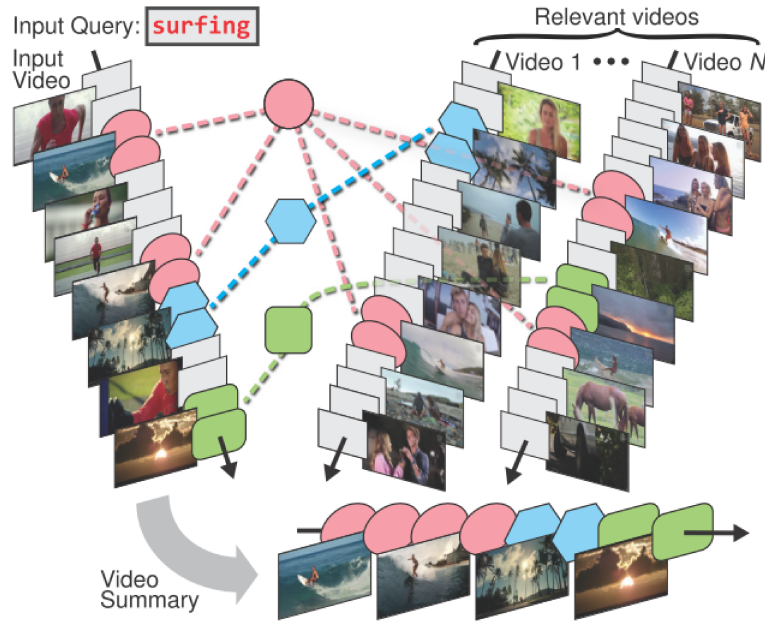 Input Query: surfing
Relevant videos
Input
Video
Video 1 ••• Video N
Video
Summary